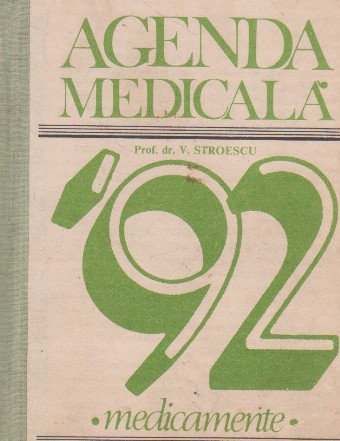 AGENDA
MEDICALĂ
Prof. dr. V. STROESCU
'92
• medicamente •